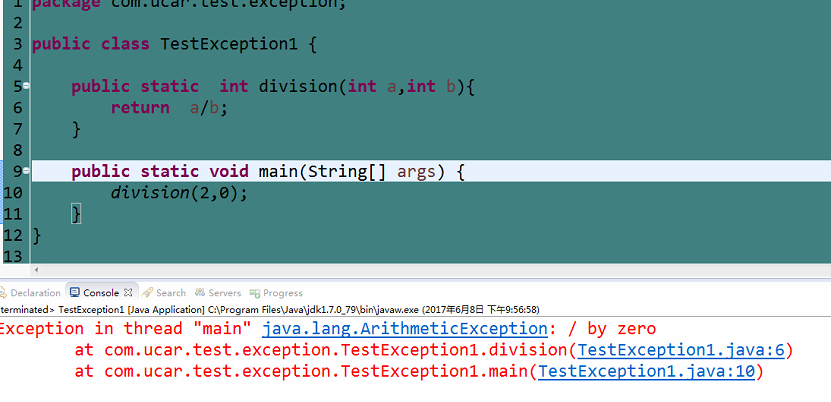 1 package com.ucar.test.exception;
2
3 public class TestException1 {
4
5 public static  int division(int a,int b){
6 return  a/b;
7 }
8
9 public static void main(String[] args) {
10 division(2,0);
11 }
12 }
13
Declaration Console Search Servers Progress
terminated> TestException1 [Java Application] C:\Program Files\Java\jdk1.7.0_79\bin\javaw.exe (2017年6月8日 下午9:56:58)
Exception in thread "main" java.lang.ArithmeticException: / by zero
at com.ucar.test.exception.TestException1.division(TestException1.java:6)
at com.ucar.test.exception.TestException1.main(TestException1.java:10)